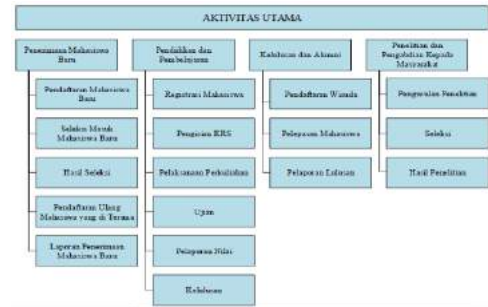 AKTIVITAS UTAMA
Penerimaan Mahasiswa
Baru
Pendaftaran Mahasiswa
Baru
Seleksi Masuk
Mahasiswa Baru
Hasil Seleksi
Pendaftaran Ulang
Mahasiswa yang di Terima
Laporan Penerimaan
Mahasiswa Baru
Pendidikan dan
Pembelajaran
Registrasi Mahasiswa
Pengisian KRS
Pelaksanaan Perkuliahan
Ujian
Pelaporan Nilai
Kelulusan
Kelulusan dan Alumni
Pendaftaran Wisuda
Pelepasan Mahasiswa
Pelaporan Lulusan
Penelitian dan
Pengabdian Kepada
Masyarakat
Pengusulan Penelitian
Seleksi
Hasil Penelitian